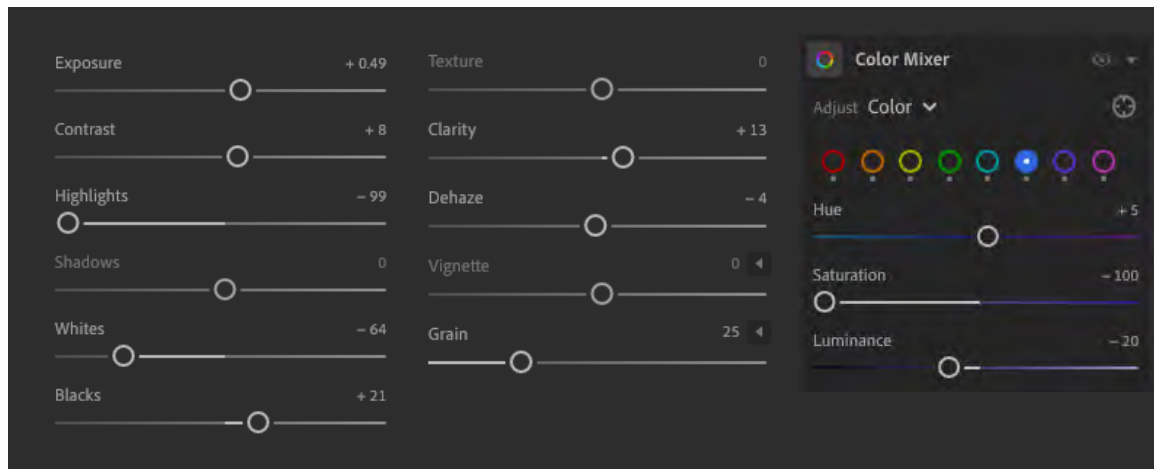 Exposure + 0.49
Contrast + 8
Highlights – 99
Shadows 0
Whites – 64
Blacks + 21
Texture 0
Clarity + 13
Dehaze – 4
Vignette 0
Grain 25
Color Mixer
Adjust Color
Hue + 5
Saturation – 100
Luminance – 20